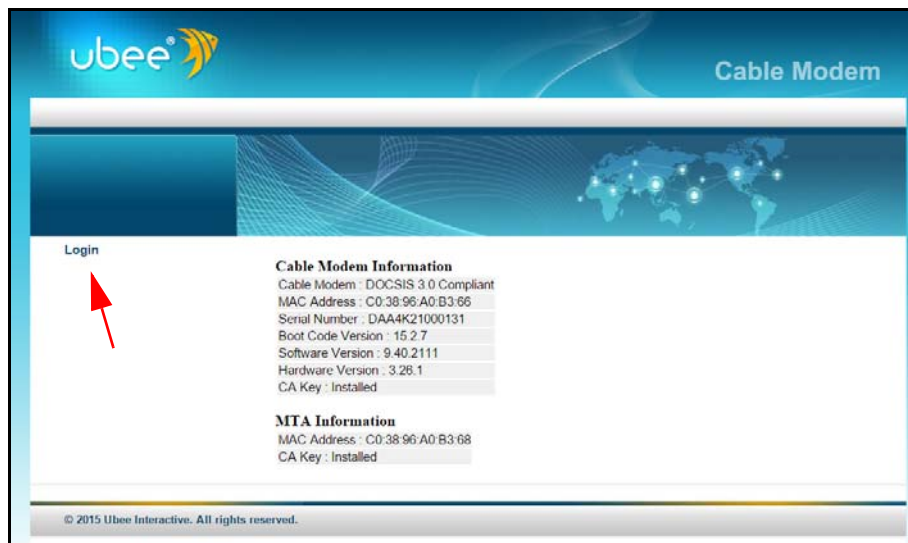 ubee®
Cable Modem
Login
Cable Modem Information
Cable Modem : DOCSIS 3.0 Compliant
MAC Address : C0:38:96:A0:B3:66
Serial Number : DAA4K21000131
Boot Code Version : 15.2.7
Software Version : 9.40.2111
Hardware Version : 3.26.1
CA Key : Installed
MTA Information
MAC Address : C0:38:96:A0:B3:68
CA Key : Installed
© 2015 Ubee Interactive. All rights reserved.